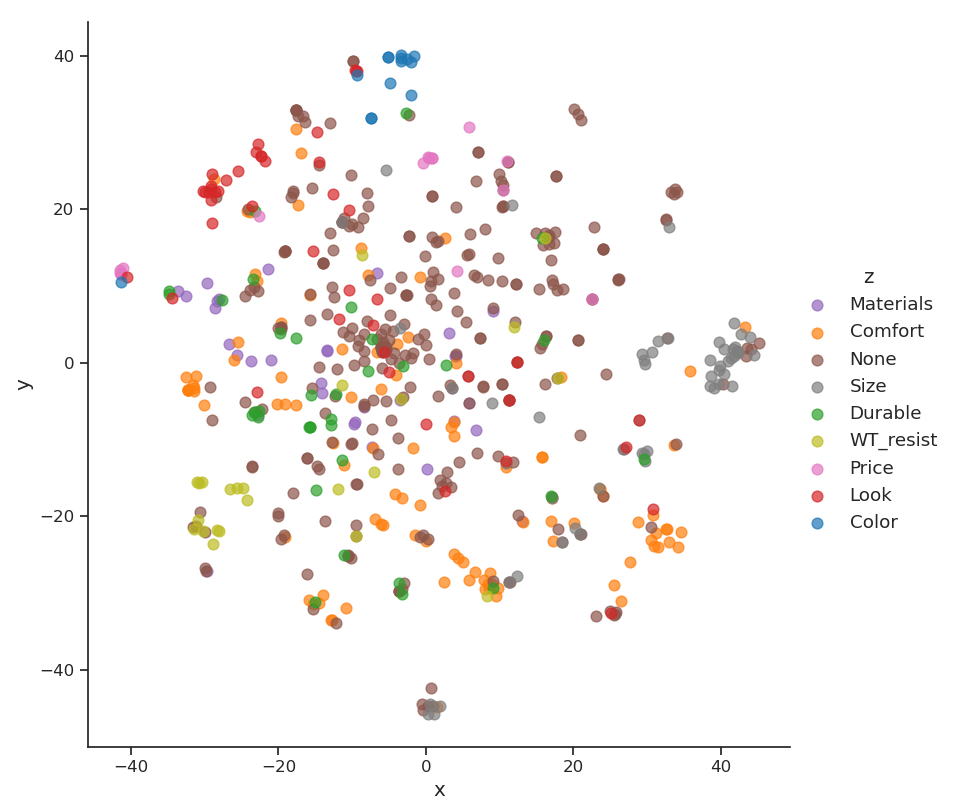 40
20
0
−20
−40
−40
−20
0
20
40
y
x
z
Materials
Comfort
None
Size
Durable
WT_resist
Price
Look
Color